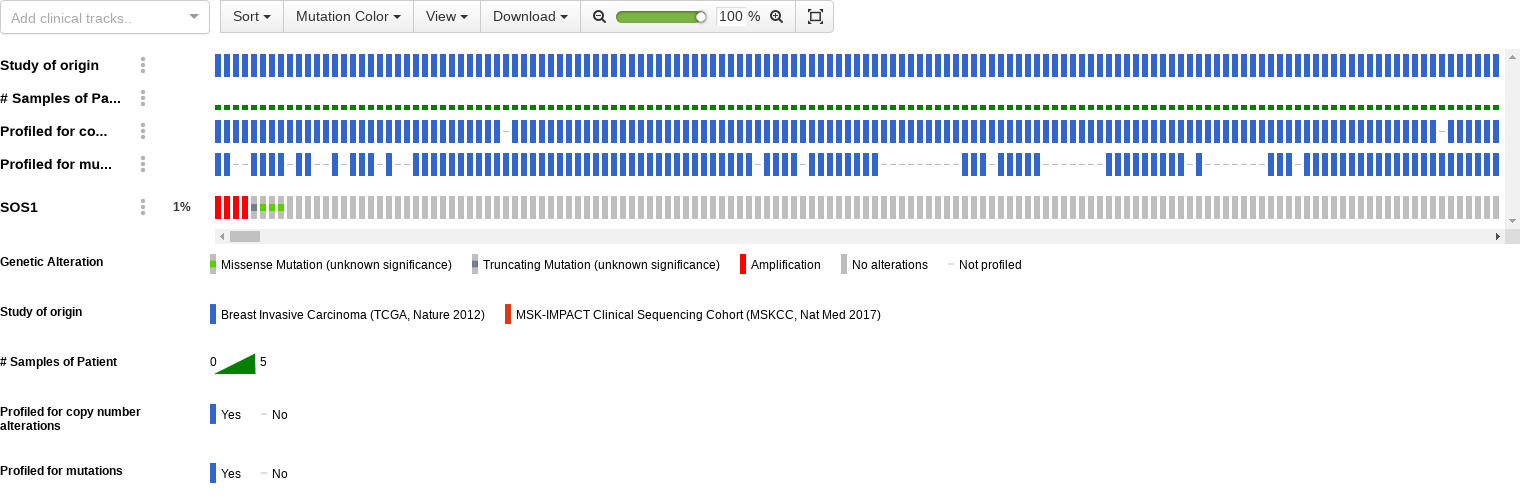 Add clinical tracks..
Sort Mutation Color View Download 100 %
Study of origin
# Samples of Pa...
Profiled for co...
Profiled for mu...
SOS1 1%
Genetic Alteration Missense Mutation (unknown significance) Truncating Mutation (unknown significance) Amplification No alterations Not profiled
Study of origin Breast Invasive Carcinoma (TCGA, Nature 2012) MSK-IMPACT Clinical Sequencing Cohort (MSKCC, Nat Med 2017)
# Samples of Patient 0 5
Profiled for copy number
alterations
Yes No
Profiled for mutations Yes No